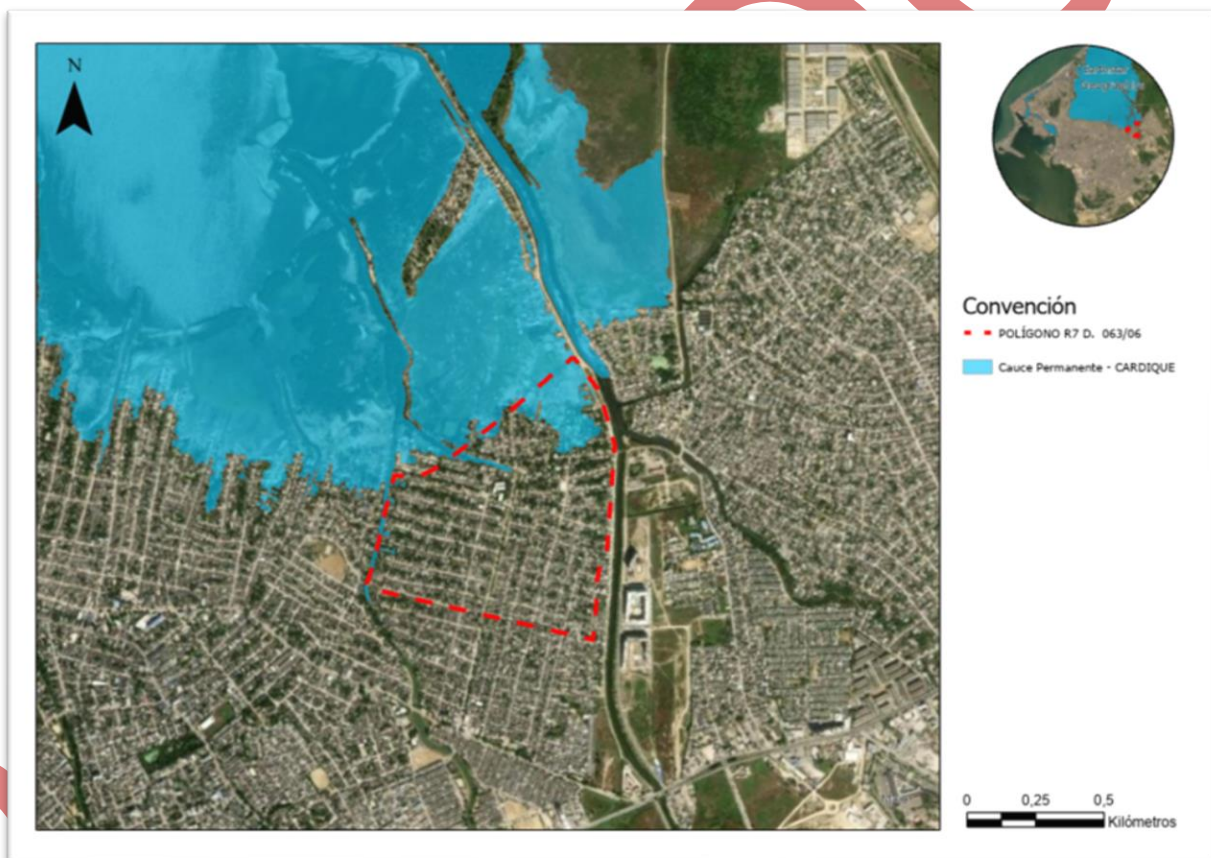 N
Convención
POLÍGONO R7 D. 063/06
Cauce Permanente - CARDIQUE
0 0,25 0,5
Kilómetros